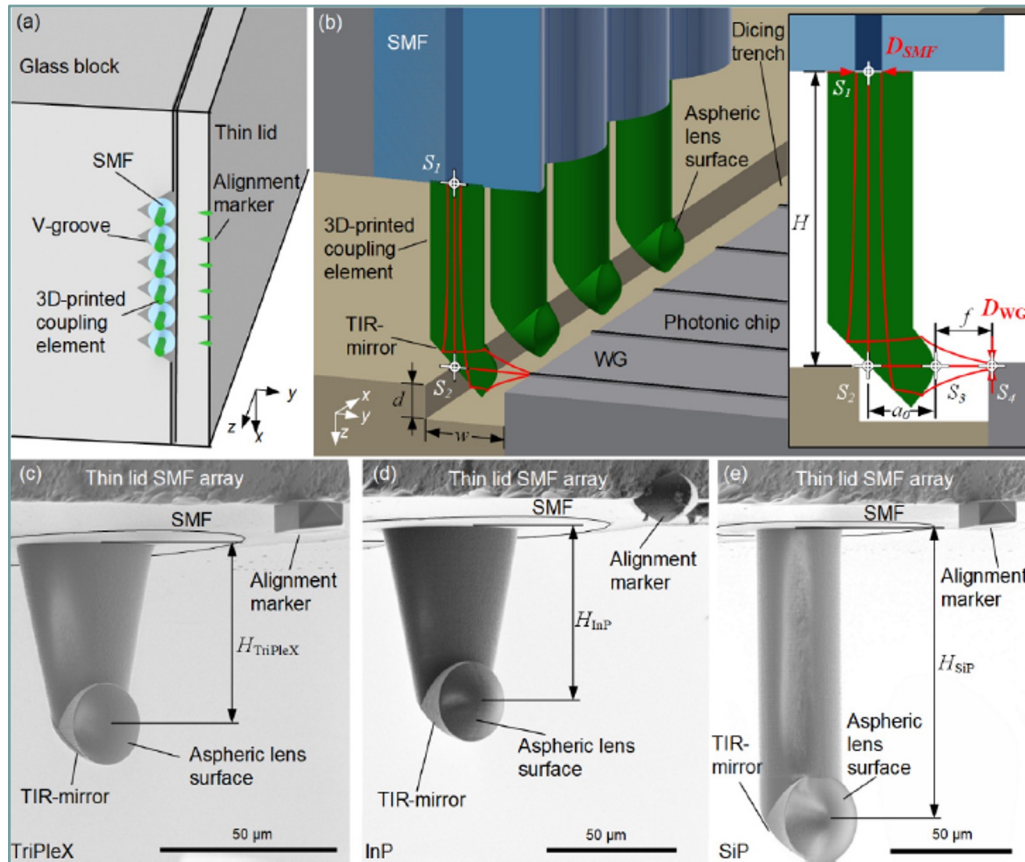 (a)
Glass block
SMF
V-groove
3D-printed
coupling
element
Thin lid
Alignment
marker
y
z
x
(b)
SMF
Dicing
trench
Aspheric
lens
surface
S1
3D-printed
coupling
element
TIR-
mirror
S2
WG
Photonic chip
d
w
x
y
z
DSMF
S1
H
DWG
f
S2
S3
S4
a0
(c)
Thin lid SMF array
SMF
Alignment
marker
HTriPleX
Aspheric lens
surface
TIR-mirror
50 µm
TriPleX
(d)
Thin lid SMF array
SMF
Alignment
marker
HInP
Aspheric lens
surface
TIR-mirror
50 µm
InP
(e)
Thin lid SMF array
SMF
Alignment
marker
HSiP
TIR-
mirror
Aspheric
lens
surface
50 µm
SiP